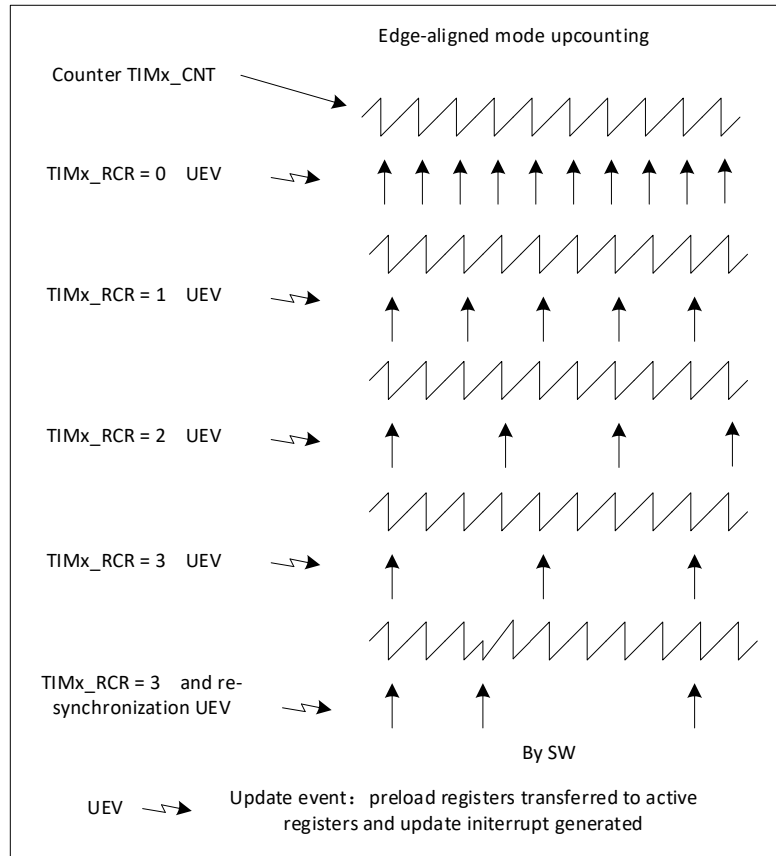 Edge-aligned mode upcounting
Counter TIMx_CNT
TIMx_RCR = 0 UEV
TIMx_RCR = 1 UEV
TIMx_RCR = 2 UEV
TIMx_RCR = 3 UEV
TIMx_RCR = 3 and re-
synchronization UEV
By SW
UEV
Update event：preload registers transferred to active
registers and update initerrupt generated